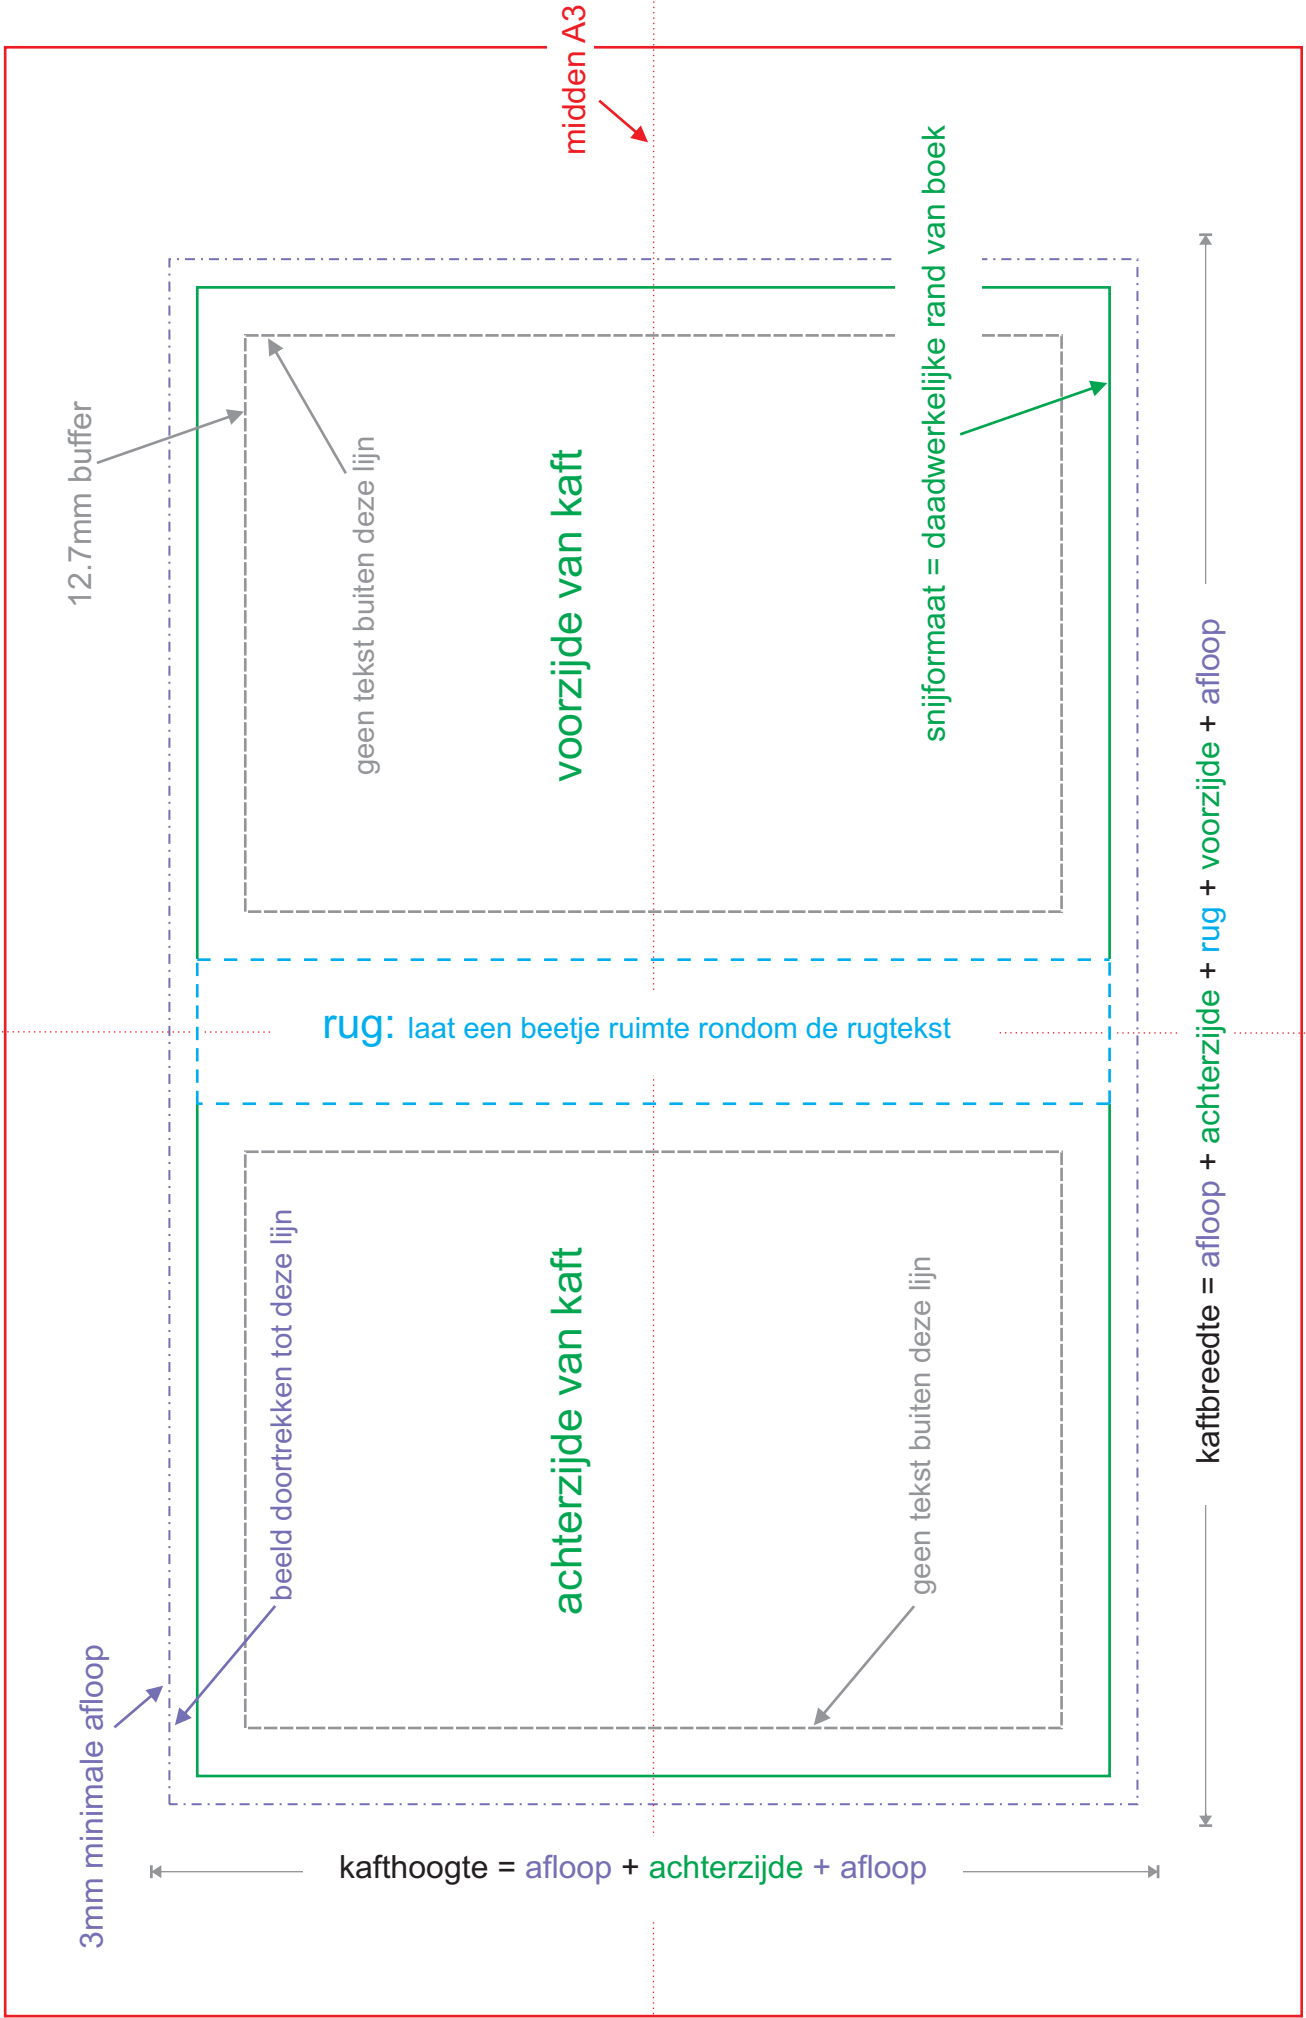 midden A3
12.7mm buffer
geen tekst buiten deze lijn
voorzijde van kaft
snijformaat = daadwerkelijke rand van boek
rug: laat een beetje ruimte rondom de rugtekst
3mm minimale afloop
beeld doortrekken tot deze lijn
achterzijde van kaft
geen tekst buiten deze lijn
kaftbreedte = afloop + achterzijde + rug + voorzijde + afloop
kafthoogte = afloop + achterzijde + afloop